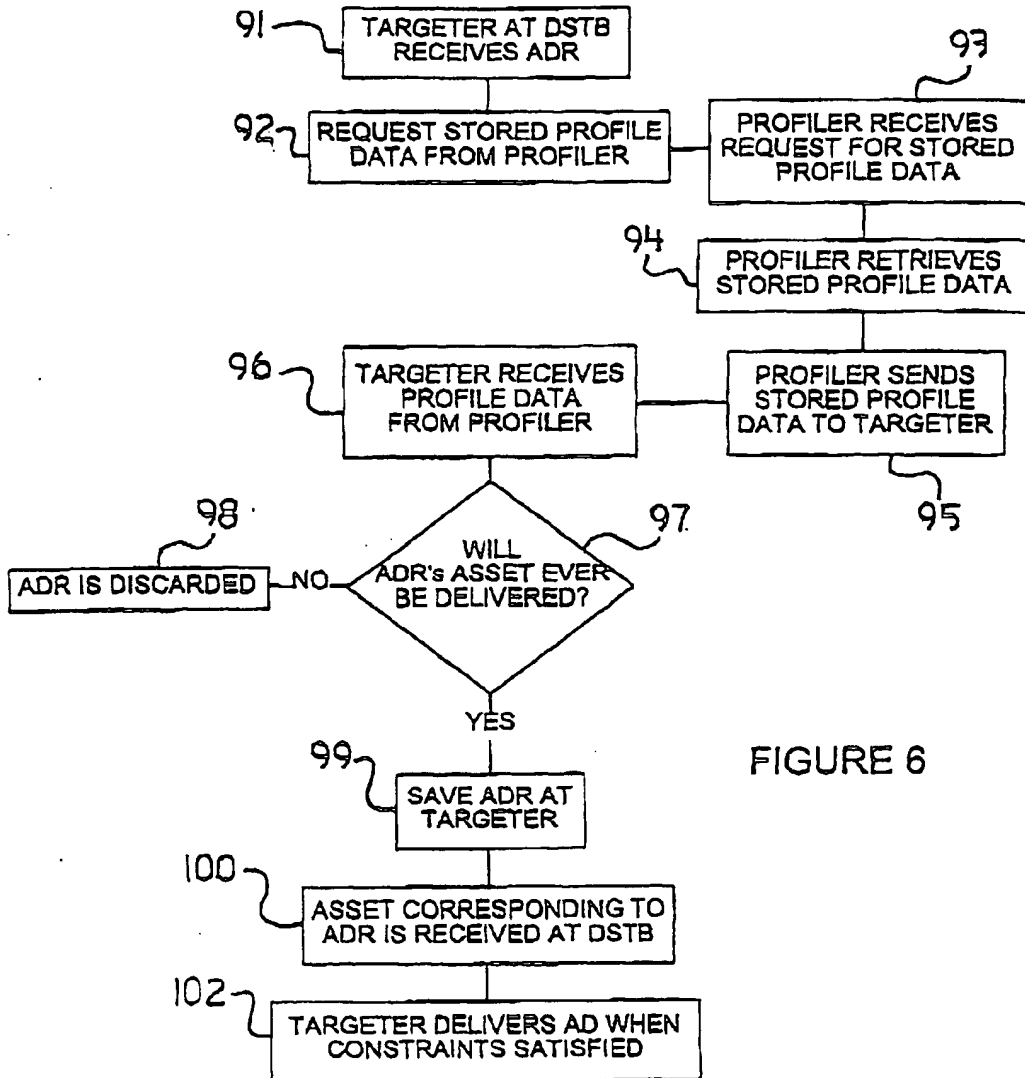 91
TARGETER AT DSTB
RECEIVES ADR
92
REQUEST STORED PROFILE
DATA FROM PROFILER
93
PROFILER RECEIVES
REQUEST FOR STORED
PROFILE DATA
94
PROFILER RETRIEVES
STORED PROFILE DATA
95
PROFILER SENDS
STORED PROFILE
DATA TO TARGETER
96
TARGETER RECEIVES
PROFILE DATA
FROM PROFILER
97
WILL
ADR's ASSET EVER
BE DELIVERED?
NO
98
ADR IS DISCARDED
YES
99
SAVE ADR AT
TARGETER
100
ASSET CORRESPONDING TO
ADR IS RECEIVED AT DSTB
102
TARGETER DELIVERS AD WHEN
CONSTRAINTS SATISFIED
FIGURE 6